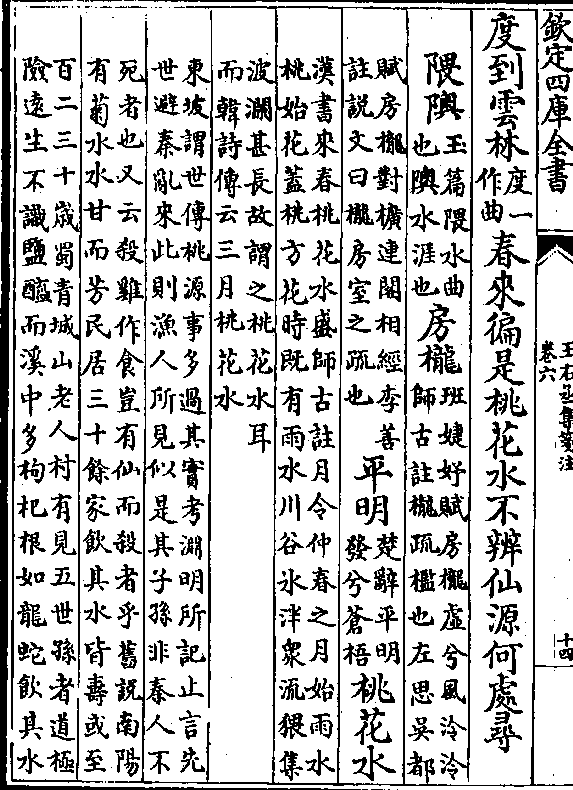 欽定四庫全書
王右丞集箋注
卷六
十四
度到雲林度一作曲春來徧是桃花水不辨仙源何處尋
隈隩玉篇隈水曲也隩水涯也房櫳班婕妤賦房櫳虛兮風泠泠師古註櫳疏檻也左思吳都
賦房櫳對櫎連閣相經李善註說文曰櫳房室之疏也平明楚辭平明發兮蒼梧桃花水
漢書來春桃花水盛師古註月令仲春之月始雨水
桃始花蓋桃方花時既有雨水川谷氷泮衆流猥集
波瀾甚長故謂之桃花水耳
而韓詩傳云三月桃花水
東坡謂世傳桃源事多過其實考淵明所記止言先
世避秦亂來此則漁人所見似是其子孫非秦人不
死者也又云殺雞作食豈有仙而殺者乎舊說南陽
有菊水水甘而芳民居三十餘家飲其水皆壽或至
百二三十歲蜀青城山老人村有見五世孫者道極
險遠生不識鹽醯而溪中多枸杞根如龍蛇飲其水